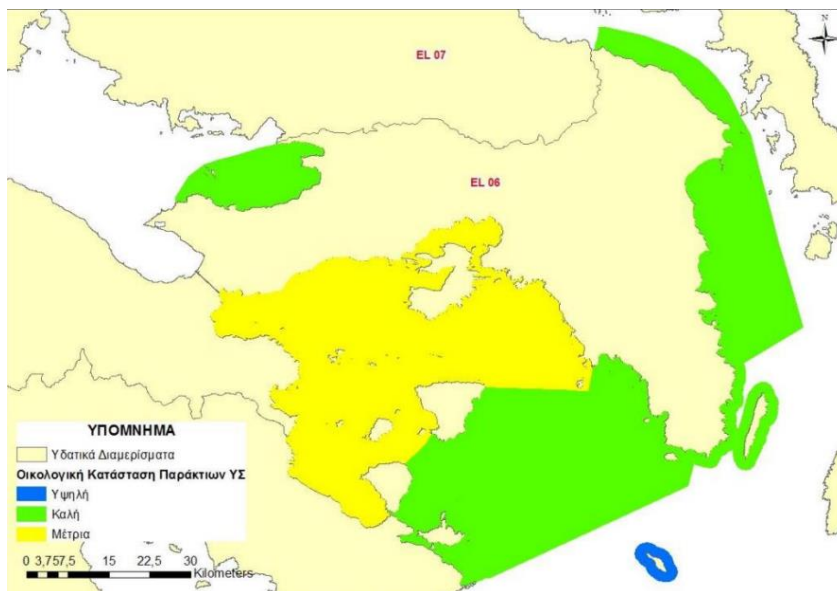 N
EL 07
EL 06
ΥΠΟΜΝΗΜΑ
Υδατικά Διαμερίσματα
Οικολογική Κατάσταση Παράκτιων ΥΣ
Υψηλή
Καλή
Μέτρια
0 3,757,5 15 22,5 30
Kilometers